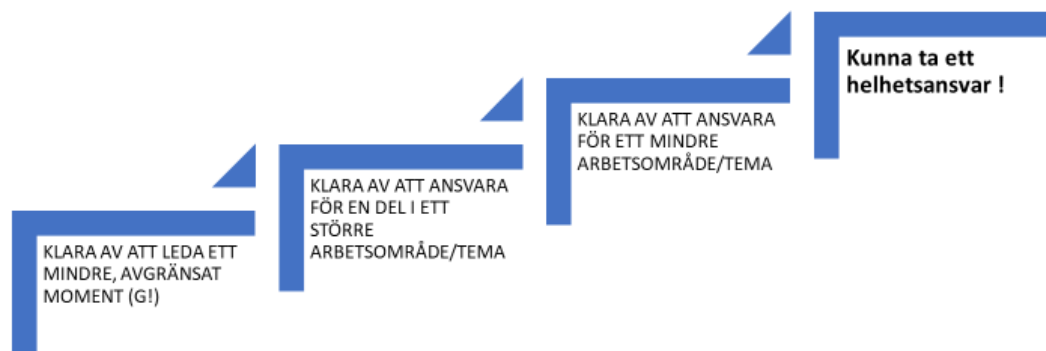 KLARA AV ATT LEDA ETT
MINDRE, AVGRÄNSAT
MOMENT (G!)
KLARA AV ATT ANSVARA
FÖR EN DEL I ETT
STÖRRE
ARBETSOMRÅDE/TEMA
KLARA AV ATT ANSVARA
FÖR ETT MINDRE
ARBETSOMRÅDE/TEMA
Kunna ta ett
helhetsansvar !